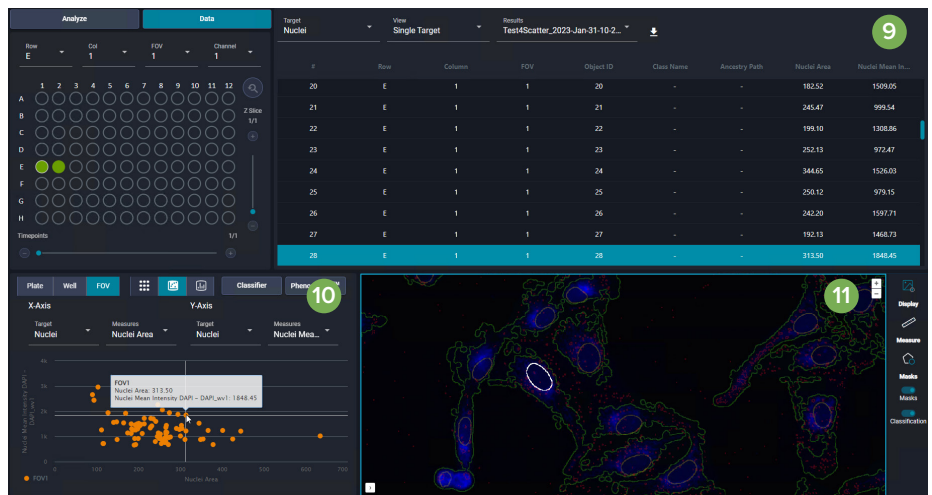 Analyze Data
Row Col FOV Channel
E 1 1 1
1 2 3 4 5 6 7 8 9 10 11 12
A
Z Slice
B
1/1
C
D
E
F
G
H
Timepoints 1/1
Target View Results
Nuclei Single Target Test4Scatter_2023-Jan-31-10-2...
9
# Row Column FOV Object ID Class Name Ancestry Path Nuclei Area Nuclei Mean In...
20 E 1 1 20 - - 182.52 1509.05
21 E 1 1 21 - - 245.47 999.54
22 E 1 1 22 - - 199.10 1308.86
23 E 1 1 23 - - 252.13 972.47
24 E 1 1 24 - - 344.65 1526.03
25 E 1 1 25 - - 250.12 979.15
26 E 1 1 26 - - 242.20 1597.71
27 E 1 1 27 - - 192.13 1468.73
28 E 1 1 28 - - 313.50 1848.45
Plate Well FOV Classifier
10
X-Axis Y-Axis
Target Measures Target Measures
Nuclei Nuclei Area Nuclei Nuclei Mea...
4k
3k
2k
1k
0
0 100 200 300 400 500 600 700
Nuclei Mean Intensity DAPI -
DAPI_wv1
Nuclei Area
FOV1
FOV1
Nuclei Area: 313.50
Nuclei Mean Intensity DAPI - DAPI_wv1: 1848.45
11
+
-
1
Display
Measure
Masks
Masks
Classification